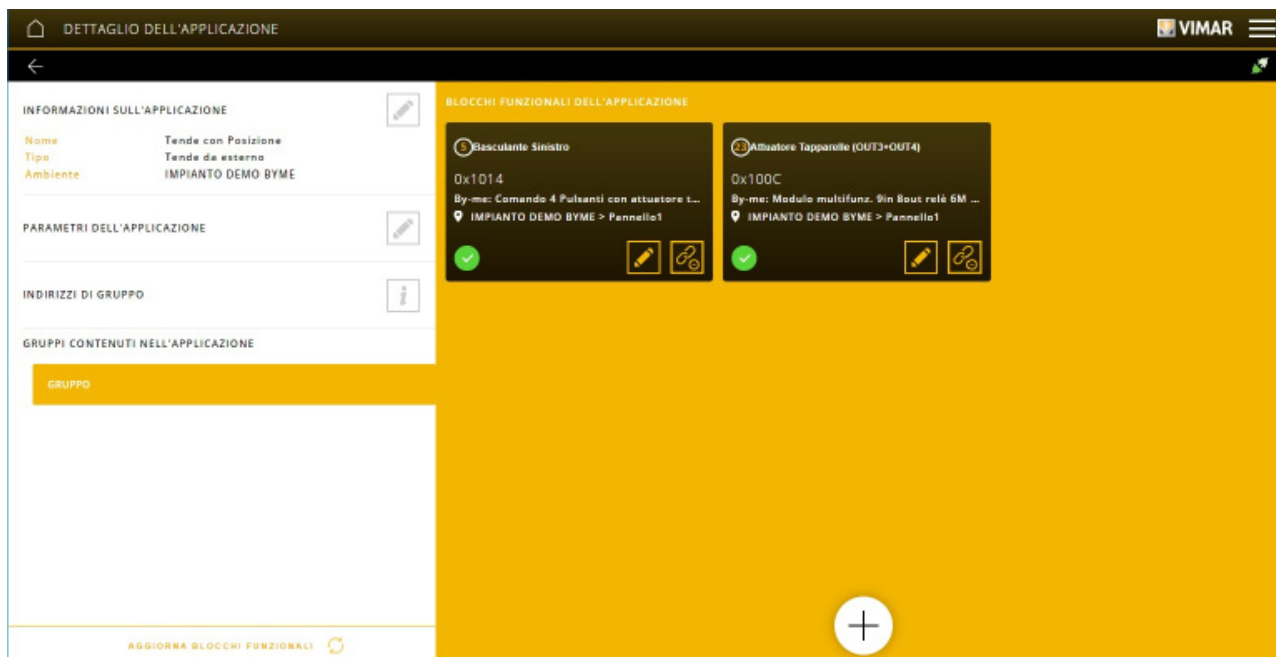 DETTAGLIO DELL'APPLICAZIONE
VIMAR
INFORMAZIONI SULL'APPLICAZIONE
Nome Tende con Posizione
Tipo Tende da esterno
Ambiente IMPIANTO DEMO BYME
PARAMETRI DELL'APPLICAZIONE
INDIRIZZI DI GRUPPO
i
GRUPPI CONTENUTI NELL'APPLICAZIONE
GRUPPO
AGGIORNA BLOCCHI FUNZIONALI
BLOCCHI FUNZIONALI DELL'APPLICAZIONE
5 Basculante Sinistro
0x1014
By-me: Comando 4 Pulsanti con attuatore t...
IMPIANTO DEMO BYME > Pannello1
23 Attuatore Tapparelle (OUT3+OUT4)
0x100C
By-me: Modulo multifunz. 9in 8out relè 6M ...
IMPIANTO DEMO BYME > Pannello1